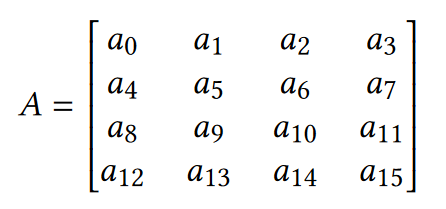 a₀ a₁ a₂ a₃
a₄ a₅ a₆ a₇
A = 
a₈ a₉ a₁₀ a₁₁
a₁₂ a₁₃ a₁₄ a₁₅